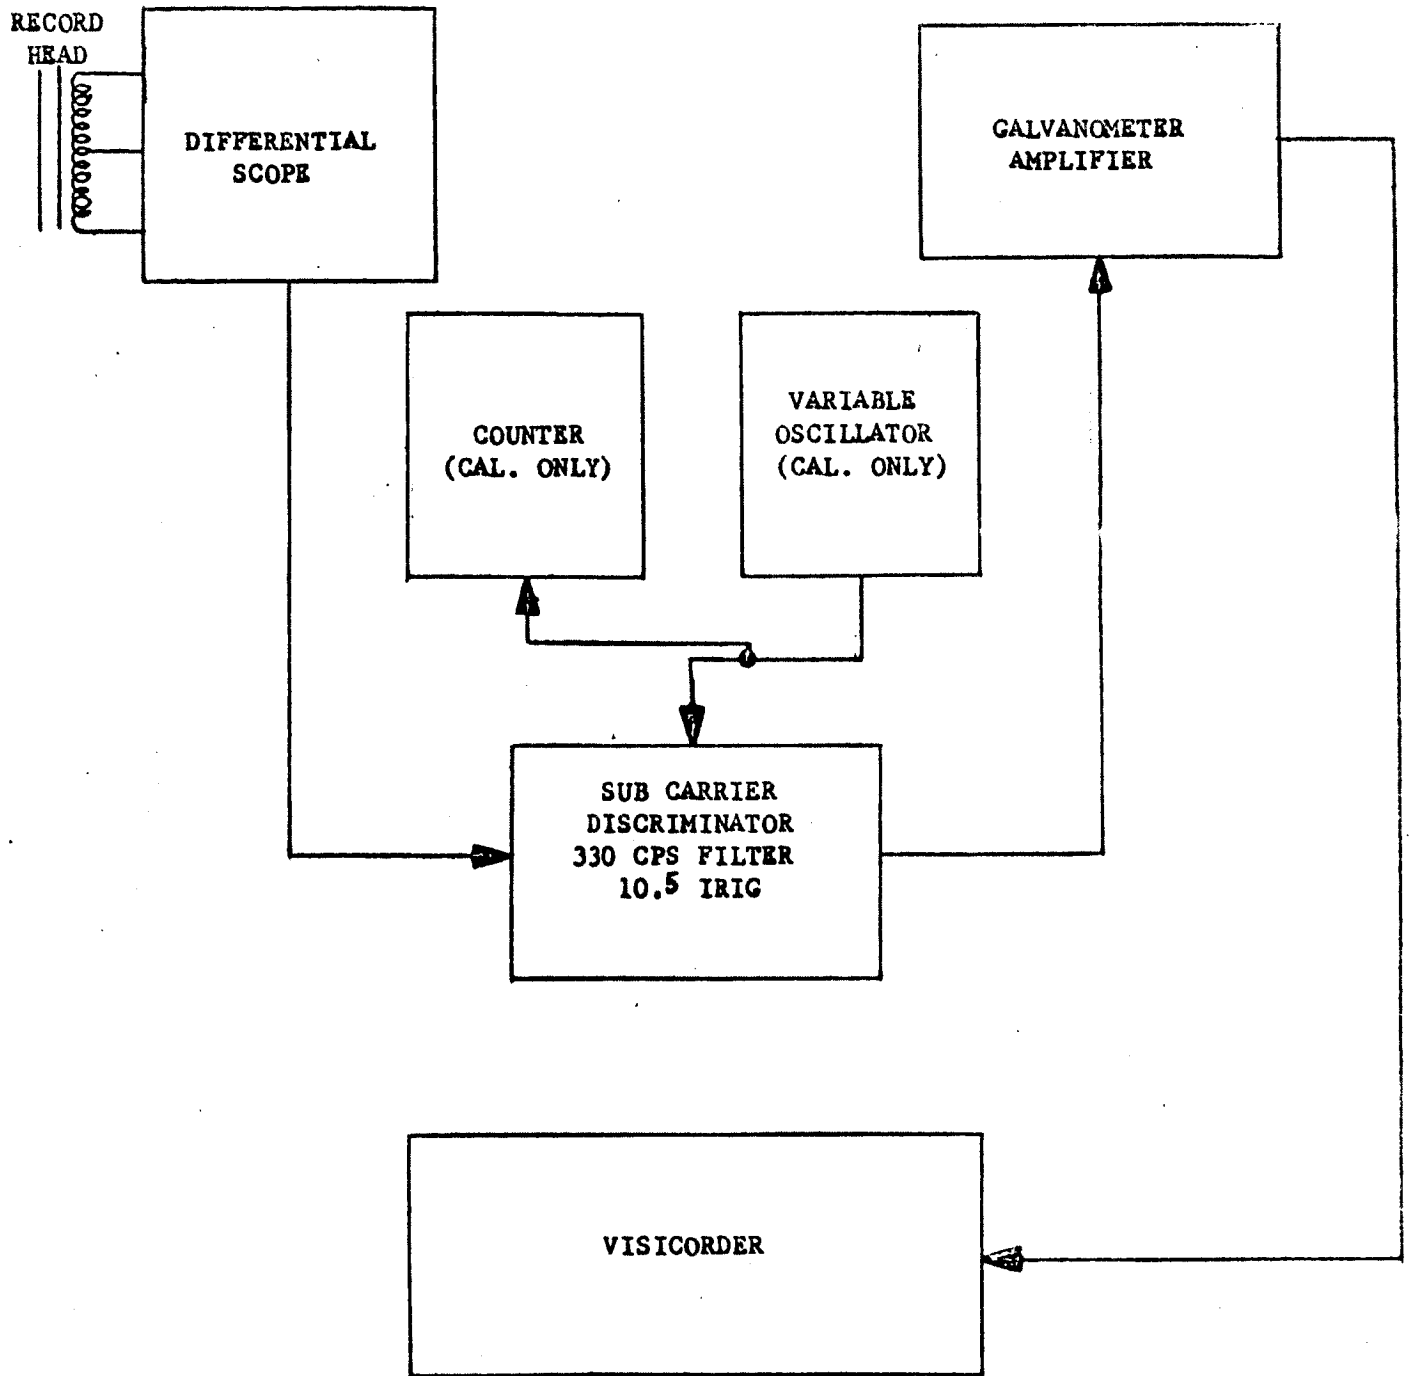 RECORD
HEAD
DIFFERENTIAL
SCOPE
GALVANOMETER
AMPLIFIER
COUNTER
(CAL. ONLY)
VARIABLE
OSCILLATOR
(CAL. ONLY)
SUB CARRIER
DISCRIMINATOR
330 CPS FILTER
10.5 IRIG
VISICORDER